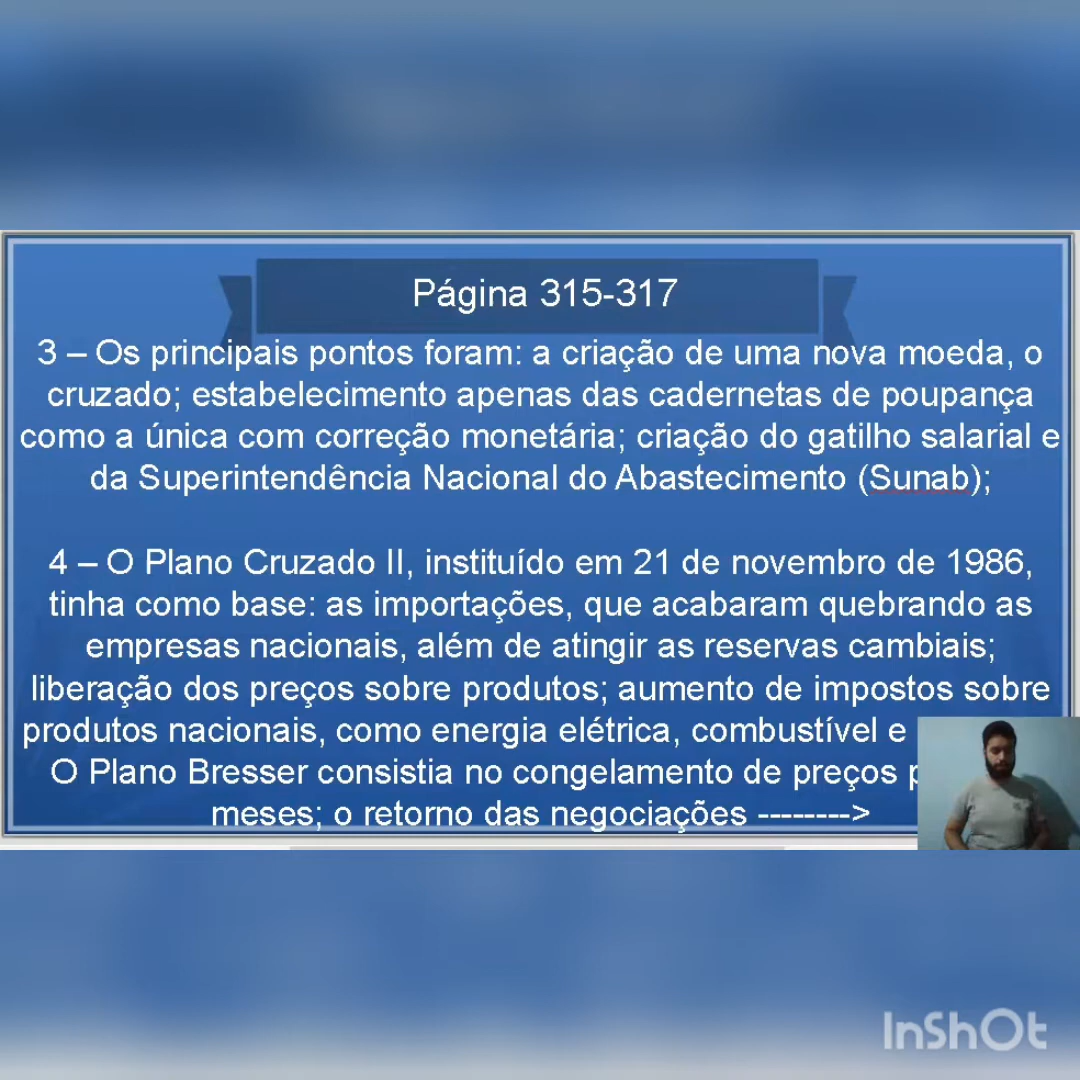 Página 315-317
3 – Os principais pontos foram: a criação de uma nova moeda, o
cruzado; estabelecimento apenas das cadernetas de poupança
como a única com correção monetária; criação do gatilho salarial e
da Superintendência Nacional do Abastecimento (Sunab);
4 – O Plano Cruzado II, instituído em 21 de novembro de 1986,
tinha como base: as importações, que acabaram quebrando as
empresas nacionais, além de atingir as reservas cambiais;
liberação dos preços sobre produtos; aumento de impostos sobre
produtos nacionais, como energia elétrica, combustível e
O Plano Bresser consistia no congelamento de preços
meses; o retorno das negociações -------->
InShOt